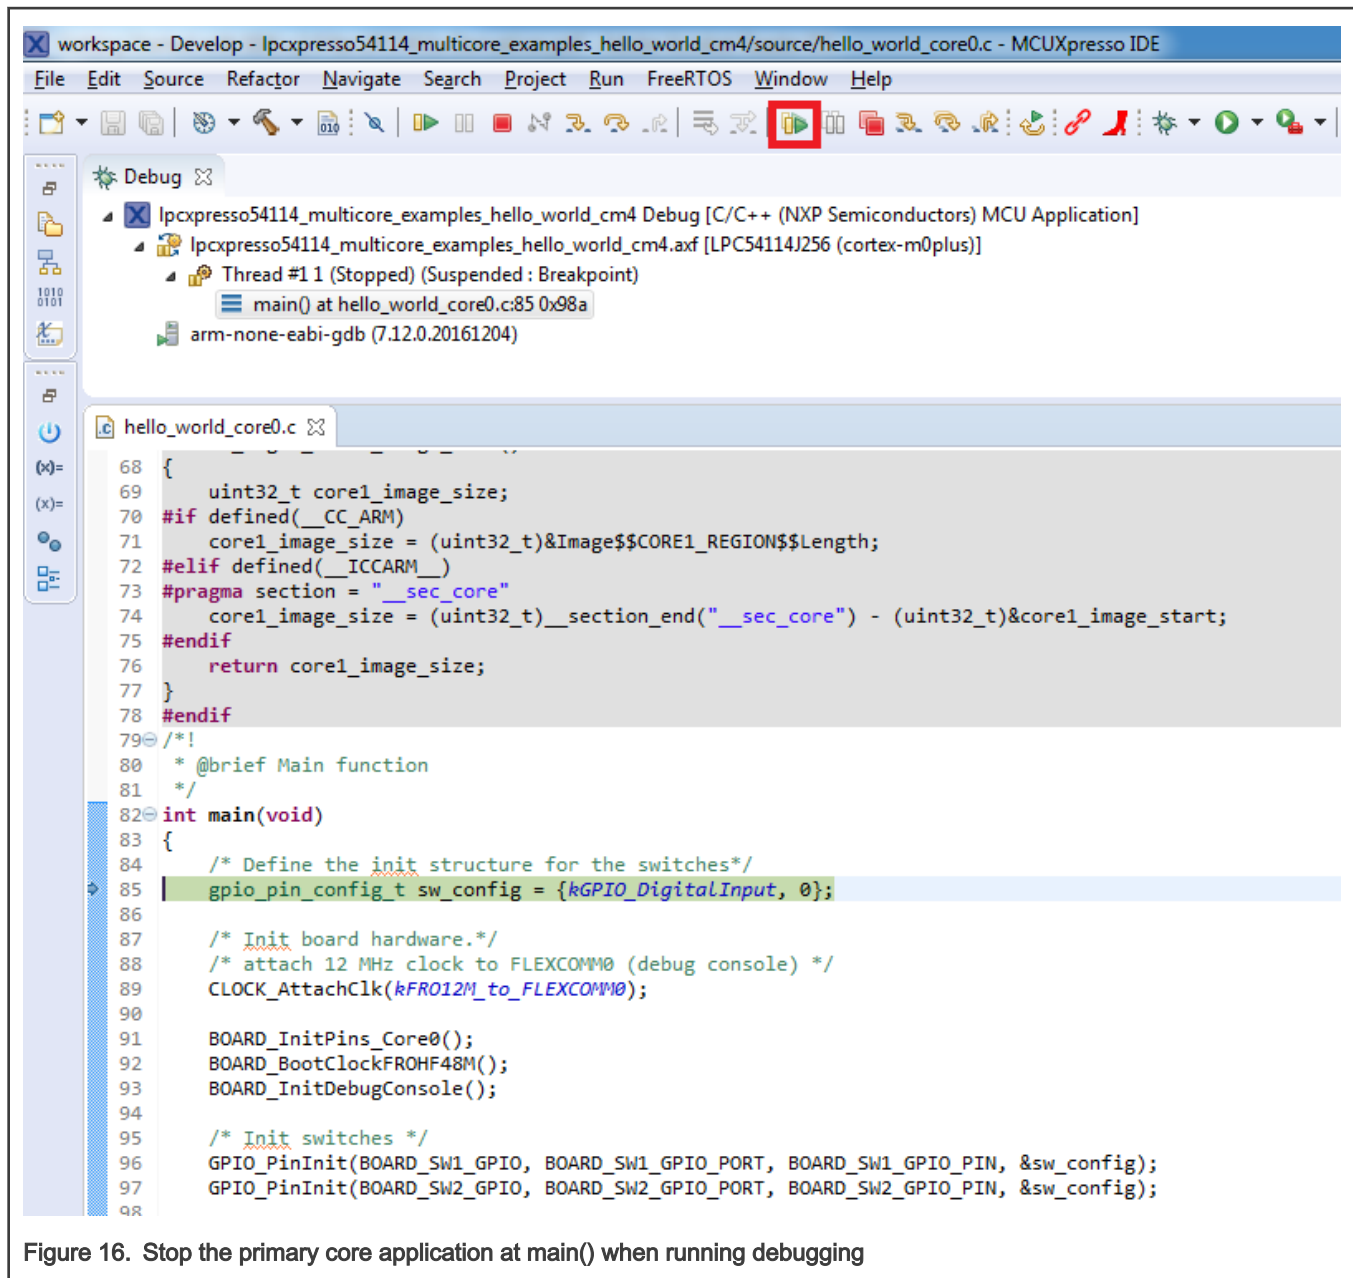 workspace - Develop - lpcxpresso54114_multicore_examples_hello_world_cm4/source/hello_world_core0.c - MCUXpresso IDE
File Edit Source Refactor Navigate Search Project Run FreeRTOS Window Help
010
Debug
lpcxpresso54114_multicore_examples_hello_world_cm4 Debug [C/C++ (NXP Semiconductors) MCU Application]
lpcxpresso54114_multicore_examples_hello_world_cm4.axf [LPC54114J256 (cortex-m0plus)]
Thread #1 1 (Stopped) (Suspended : Breakpoint)
main() at hello_world_core0.c:85 0x98a
arm-none-eabi-gdb (7.12.0.20161204)
1010
0101
(x)=
(x)=
.c hello_world_core0.c
68 {
69     uint32_t core1_image_size;
70 #if defined(__CC_ARM)
71     core1_image_size = (uint32_t)&Image$$CORE1_REGION$$Length;
72 #elif defined(__ICCARM__)
73 #pragma section = "__sec_core"
74     core1_image_size = (uint32_t)__section_end("__sec_core") - (uint32_t)&core1_image_start;
75 #endif
76     return core1_image_size;
77 }
78 #endif
79 /*!
80  * @brief Main function
81  */
82 int main(void)
83 {
84     /* Define the init structure for the switches*/
85     gpio_pin_config_t sw_config = {kGPIO_DigitalInput, 0};
86
87     /* Init board hardware.*/
88     /* attach 12 MHz clock to FLEXCOMM0 (debug console) */
89     CLOCK_AttachClk(kFRO12M_to_FLEXCOMM0);
90
91     BOARD_InitPins_Core0();
92     BOARD_BootClockFROHF48M();
93     BOARD_InitDebugConsole();
94
95     /* Init switches */
96     GPIO_PinInit(BOARD_SW1_GPIO, BOARD_SW1_GPIO_PORT, BOARD_SW1_GPIO_PIN, &sw_config);
97     GPIO_PinInit(BOARD_SW2_GPIO, BOARD_SW2_GPIO_PORT, BOARD_SW2_GPIO_PIN, &sw_config);
98
Figure 16. Stop the primary core application at main() when running debugging